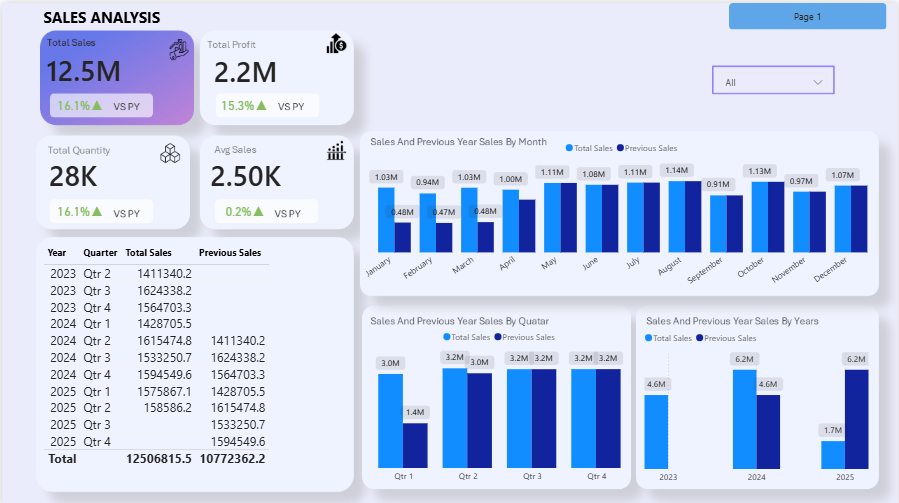 SALES ANALYSIS
Page 1
Total Sales
12.5M
16.1% VS PY
Total Profit
2.2M
15.3% VS PY
All
Total Quantity
28K
16.1% VS PY
Avg Sales
2.50K
0.2% VS PY
Sales And Previous Year Sales By Month
Total Sales Previous Sales
1.03M 0.94M 1.03M 1.00M 1.11M 1.08M 1.11M 1.14M 0.91M 1.13M 0.97M 1.07M
0.48M 0.47M 0.48M
January February March April May June July August September October November December
Year Quarter Total Sales Previous Sales
2023 Qtr 2 1411340.2
2023 Qtr 3 1624338.2
2023 Qtr 4 1564703.3
2024 Qtr 1 1428705.5
2024 Qtr 2 1615474.8 1411340.2
2024 Qtr 3 1533250.7 1624338.2
2024 Qtr 4 1594549.6 1564703.3
2025 Qtr 1 1575867.1 1428705.5
2025 Qtr 2 158586.2 1615474.8
2025 Qtr 3 1533250.7
2025 Qtr 4 1594549.6
Total 12506815.5 10772362.2
Sales And Previous Year Sales By Quatar
Total Sales Previous Sales
3.0M 1.4M 3.2M 3.0M 3.2M 3.2M 3.2M 3.2M
Qtr 1 Qtr 2 Qtr 3 Qtr 4
Sales And Previous Year Sales By Years
Total Sales Previous Sales
4.6M 6.2M 4.6M 1.7M 6.2M
2023 2024 2025